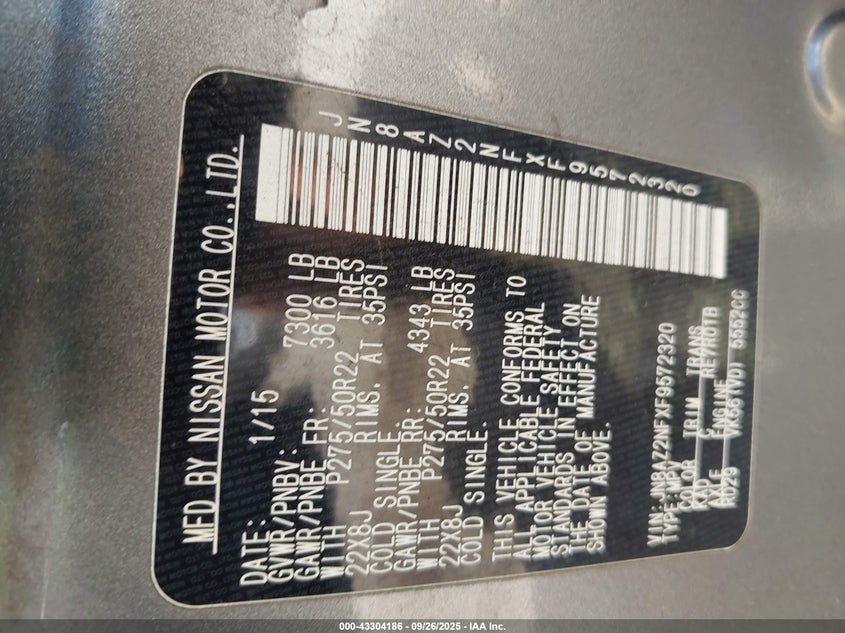 MFD BY NISSAN MOTOR CO.,LTD.
DATE: 1/15
GVWR/PNBV: 7300 LB
GAWR/PNBE FR: 3616 LB
WITH P275/50R22 TIRES
22X8J RIMS, AT 35PSI
COLD SINGLE.
GAWR/PNBE RR: 4343 LB
WITH P275/50R22 TIRES
22X8J RIMS, AT 35PSI
COLD SINGLE.
THIS VEHICLE CONFORMS TO
ALL APPLICABLE FEDERAL
MOTOR VEHICLE SAFETY
STANDARDS IN EFFECT ON
THE DATE OF MANUFACTURE
SHOWN ABOVE.
JN8AZ2NFXF9572320
VIN: JN8AZ2NFXF9572320
TYPE: MPV
COLOR TRIM TRANS
KAD C RE7R01B
AXLE ENGINE
RD29 VK56(VVD) 5552CC
000-43304186 - 09/26/2025 - IAA Inc.